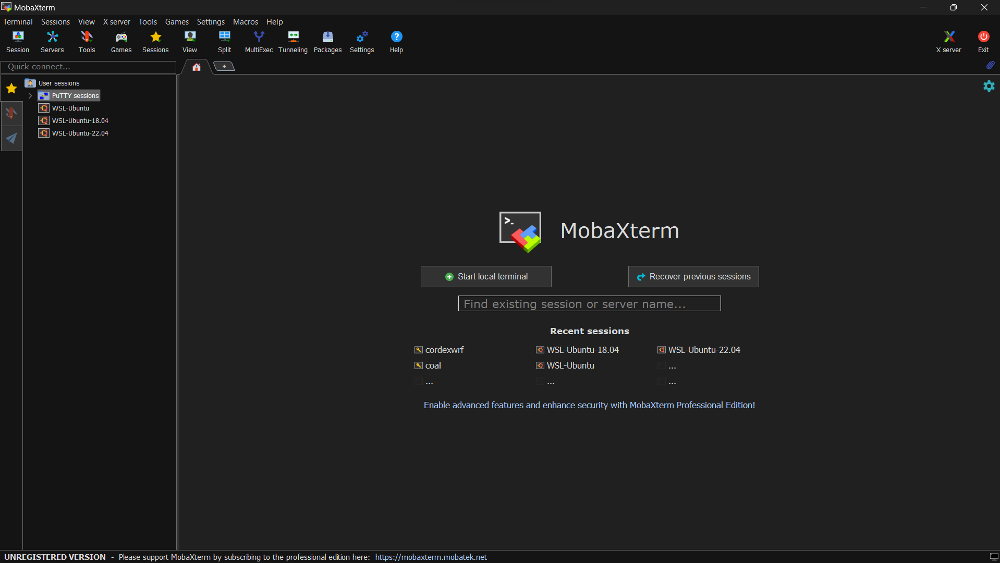 MobaXterm
Terminal Sessions View X server Tools Games Settings Macros Help
Session Servers Tools Games Sessions View Split MultiExec Tunneling Packages Settings Help X server Exit
Quick connect...
User sessions
PuTTY sessions
WSL-Ubuntu
WSL-Ubuntu-18.04
WSL-Ubuntu-22.04
MobaXterm
Start local terminal Recover previous sessions
Find existing session or server name...
Recent sessions
cordexwrf WSL-Ubuntu-18.04 WSL-Ubuntu-22.04
coal WSL-Ubuntu ...
... ... ...
Enable advanced features and enhance security with MobaXterm Professional Edition!
UNREGISTERED VERSION - Please support MobaXterm by subscribing to the professional edition here: https://mobaxterm.mobatek.net